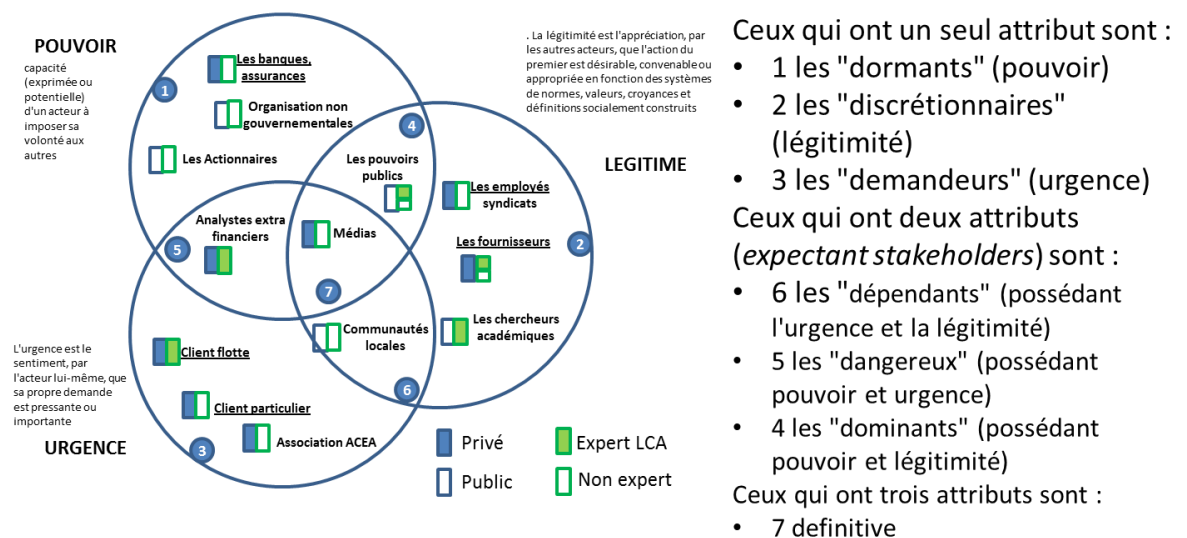 POUVOIR
capacité
(exprimée ou
potentielle)
d'un acteur à
imposer sa
volonté aux
autres
1
Les banques,
assurances
Organisation non
gouvernementales
Les Actionnaires
. La légitimité est l'appréciation, par
les autres acteurs, que l'action du
premier est désirable, convenable ou
appropriée en fonction des systèmes
de normes, valeurs, croyances et
définitions socialement construits
4
LEGITIME
Les pouvoirs
publics
Les employés
syndicats
Les fournisseurs
2
Les chercheurs
académiques
Analystes extra
financiers
5
Médias
7
Communautés
locales
6
L'urgence est le
sentiment, par
l'acteur lui-même, que
sa propre demande
est pressante ou
importante
URGENCE
Client flotte
Client particulier
Association ACEA
3
Privé
Expert LCA
Public
Non expert
Ceux qui ont un seul attribut sont :
• 1 les "dormants" (pouvoir)
• 2 les "discrétionnaires"
(légitimité)
• 3 les "demandeurs" (urgence)
Ceux qui ont deux attributs
(expectant stakeholders) sont :
• 6 les "dépendants" (possédant
l'urgence et la légitimité)
• 5 les "dangereux" (possédant
pouvoir et urgence)
• 4 les "dominants" (possédant
pouvoir et légitimité)
Ceux qui ont trois attributs sont :
• 7 definitive